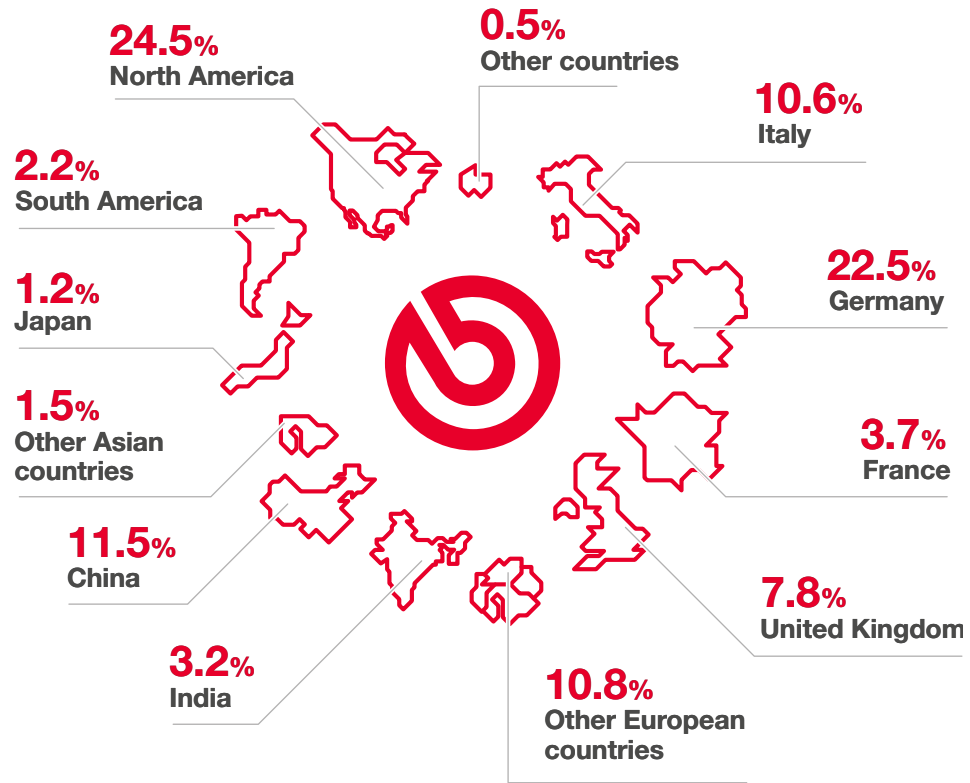 24.5%
North America
0.5%
Other countries
10.6%
Italy
2.2%
South America
22.5%
Germany
1.2%
Japan
1.5%
Other Asian
countries
3.7%
France
11.5%
China
7.8%
United Kingdom
3.2%
India
10.8%
Other European
countries